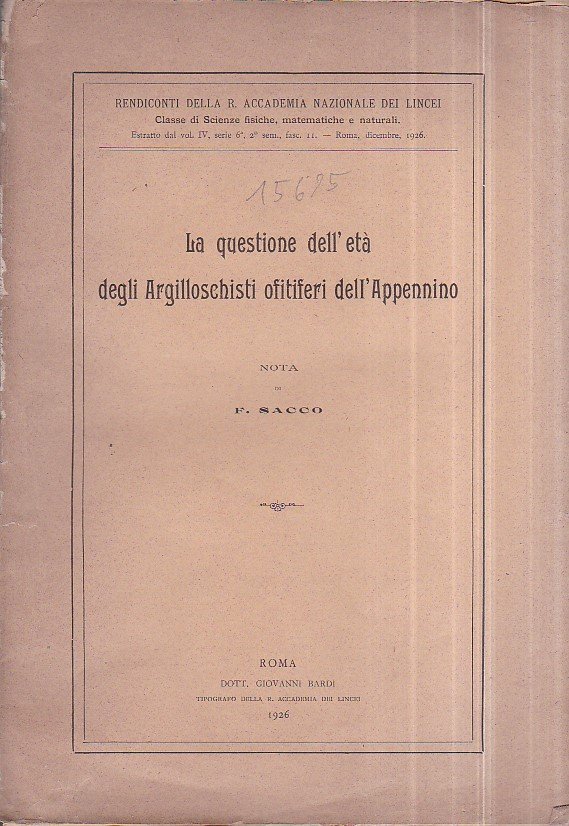 RENDICONTI DELLA R. ACCADEMIA NAZIONALE DEI LINCEI
Classe di Scienze fisiche, matematiche e naturali.
Estratto dal vol. IV, serie 6ª, 2º sem., fasc. 11. — Roma, dicembre, 1926.
15695
La questione dell'età
degli Argilloschisti ofitiferi dell'Appennino
NOTA
DI
F. SACCO
ROMA
DOTT. GIOVANNI BARDI
TIPOGRAFO DELLA R. ACCADEMIA DEI LINCEI
1926